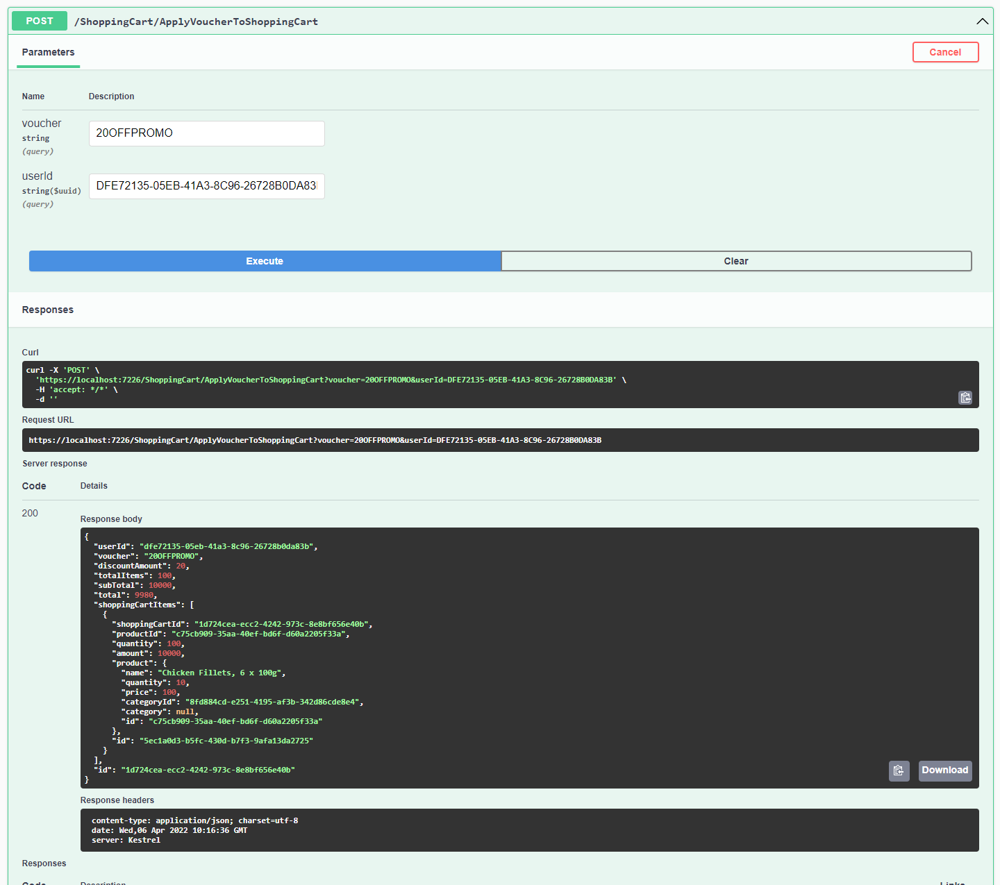 POST /ShoppingCart/ApplyVoucherToShoppingCart
Parameters Cancel
Name Description
voucher
string
(query)
20OFFPROMO
userId
string($uuid)
(query)
DFE72135-05EB-41A3-8C96-26728B0DA83
Execute Clear
Responses
Curl
curl -X 'POST' \
  'https://localhost:7226/ShoppingCart/ApplyVoucherToShoppingCart?voucher=20OFFPROMO&userId=DFE72135-05EB-41A3-8C96-26728B0DA83B' \
  -H 'accept: */*' \
  -d ''
Request URL
https://localhost:7226/ShoppingCart/ApplyVoucherToShoppingCart?voucher=20OFFPROMO&userId=DFE72135-05EB-41A3-8C96-26728B0DA83B
Server response
Code Details
200
Response body
{
  "userId": "dfe72135-05eb-41a3-8c96-26728b0da83b",
  "voucher": "20OFFPROMO",
  "discountAmount": 20,
  "totalItems": 100,
  "subTotal": 10000,
  "total": 9980,
  "shoppingCartItems": [
    {
      "shoppingCartId": "1d724cea-ecc2-4242-973c-8e8bf656e40b",
      "productId": "c75cb909-35aa-40ef-bd6f-d60a2205f33a",
      "quantity": 100,
      "amount": 10000,
      "product": {
        "name": "Chicken Fillets, 6 x 100g",
        "quantity": 10,
        "price": 100,
        "categoryId": "8fd884cd-e251-4195-af3b-342d86cde8e4",
        "category": null,
        "id": "c75cb909-35aa-40ef-bd6f-d60a2205f33a"
      },
      "id": "5ec1a0d3-b5fc-430d-b7f3-9afa13da2725"
    }
  ],
  "id": "1d724cea-ecc2-4242-973c-8e8bf656e40b"
}
Download
Response headers
content-type: application/json; charset=utf-8
date: Wed,06 Apr 2022 10:16:36 GMT
server: Kestrel
Responses
Code Description Links